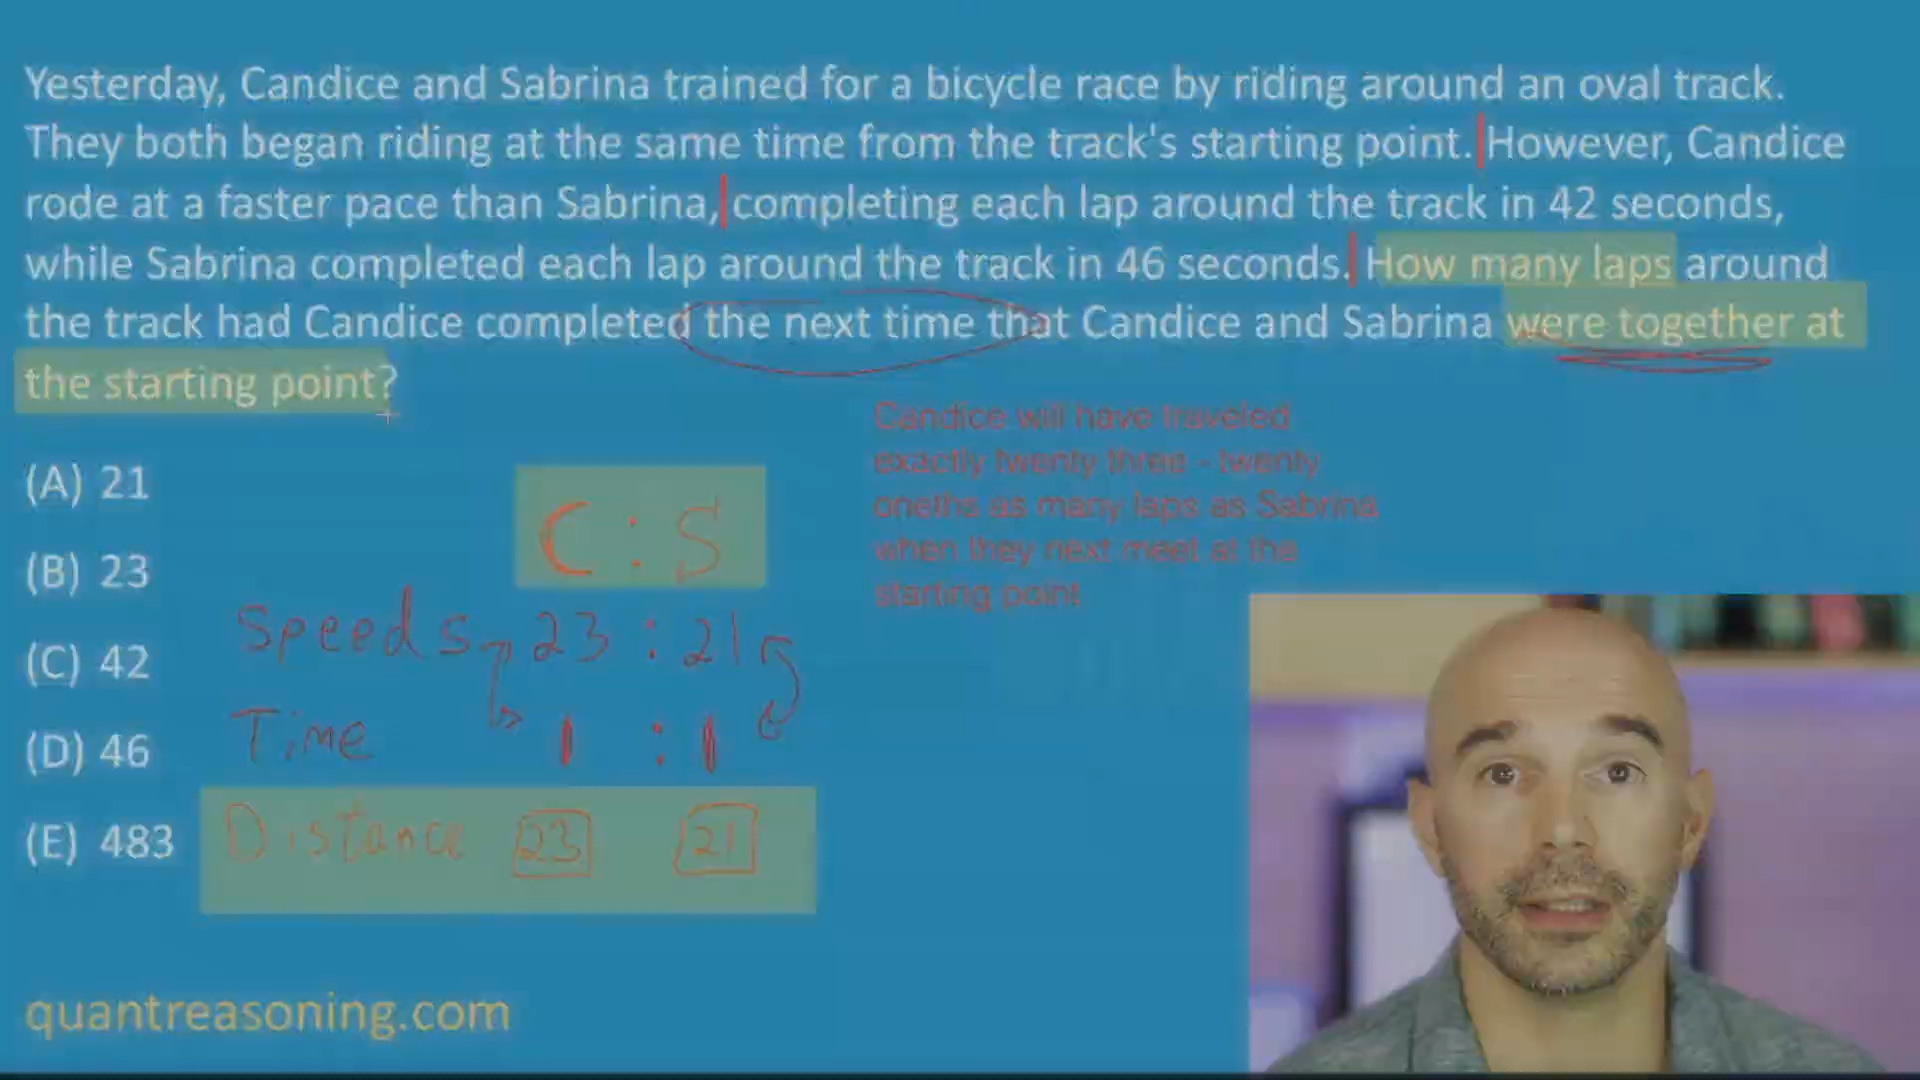 Yesterday, Candice and Sabrina trained for a bicycle race by riding around an oval track.
They both began riding at the same time from the track's starting point. However, Candice
rode at a faster pace than Sabrina, completing each lap around the track in 42 seconds,
while Sabrina completed each lap around the track in 46 seconds. How many laps around
the track had Candice completed the next time that Candice and Sabrina were together at
the starting point?
Candice will have traveled
exactly twenty three - twenty
oneths as many laps as Sabrina
when they next meet at the
starting point
(A) 21
(B) 23
(C) 42
(D) 46
(E) 483
C : S
Speeds 23 : 21
Time 1 : 1
Distance 23 21
quantreasoning.com